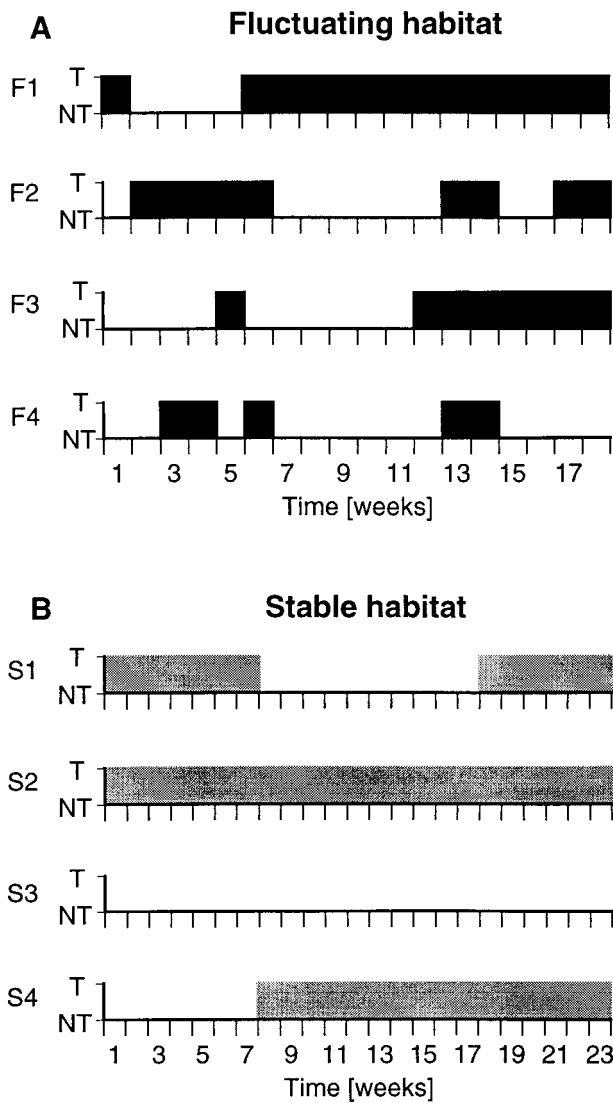 A Fluctuating habitat
F1 T
NT
F2 T
NT
F3 T
NT
F4 T
NT
1 3 5 7 9 11 13 15 17
Time [weeks]
B Stable habitat
S1 T
NT
S2 T
NT
S3 T
NT
S4 T
NT
1 3 5 7 9 11 13 15 17 19 21 23
Time [weeks]